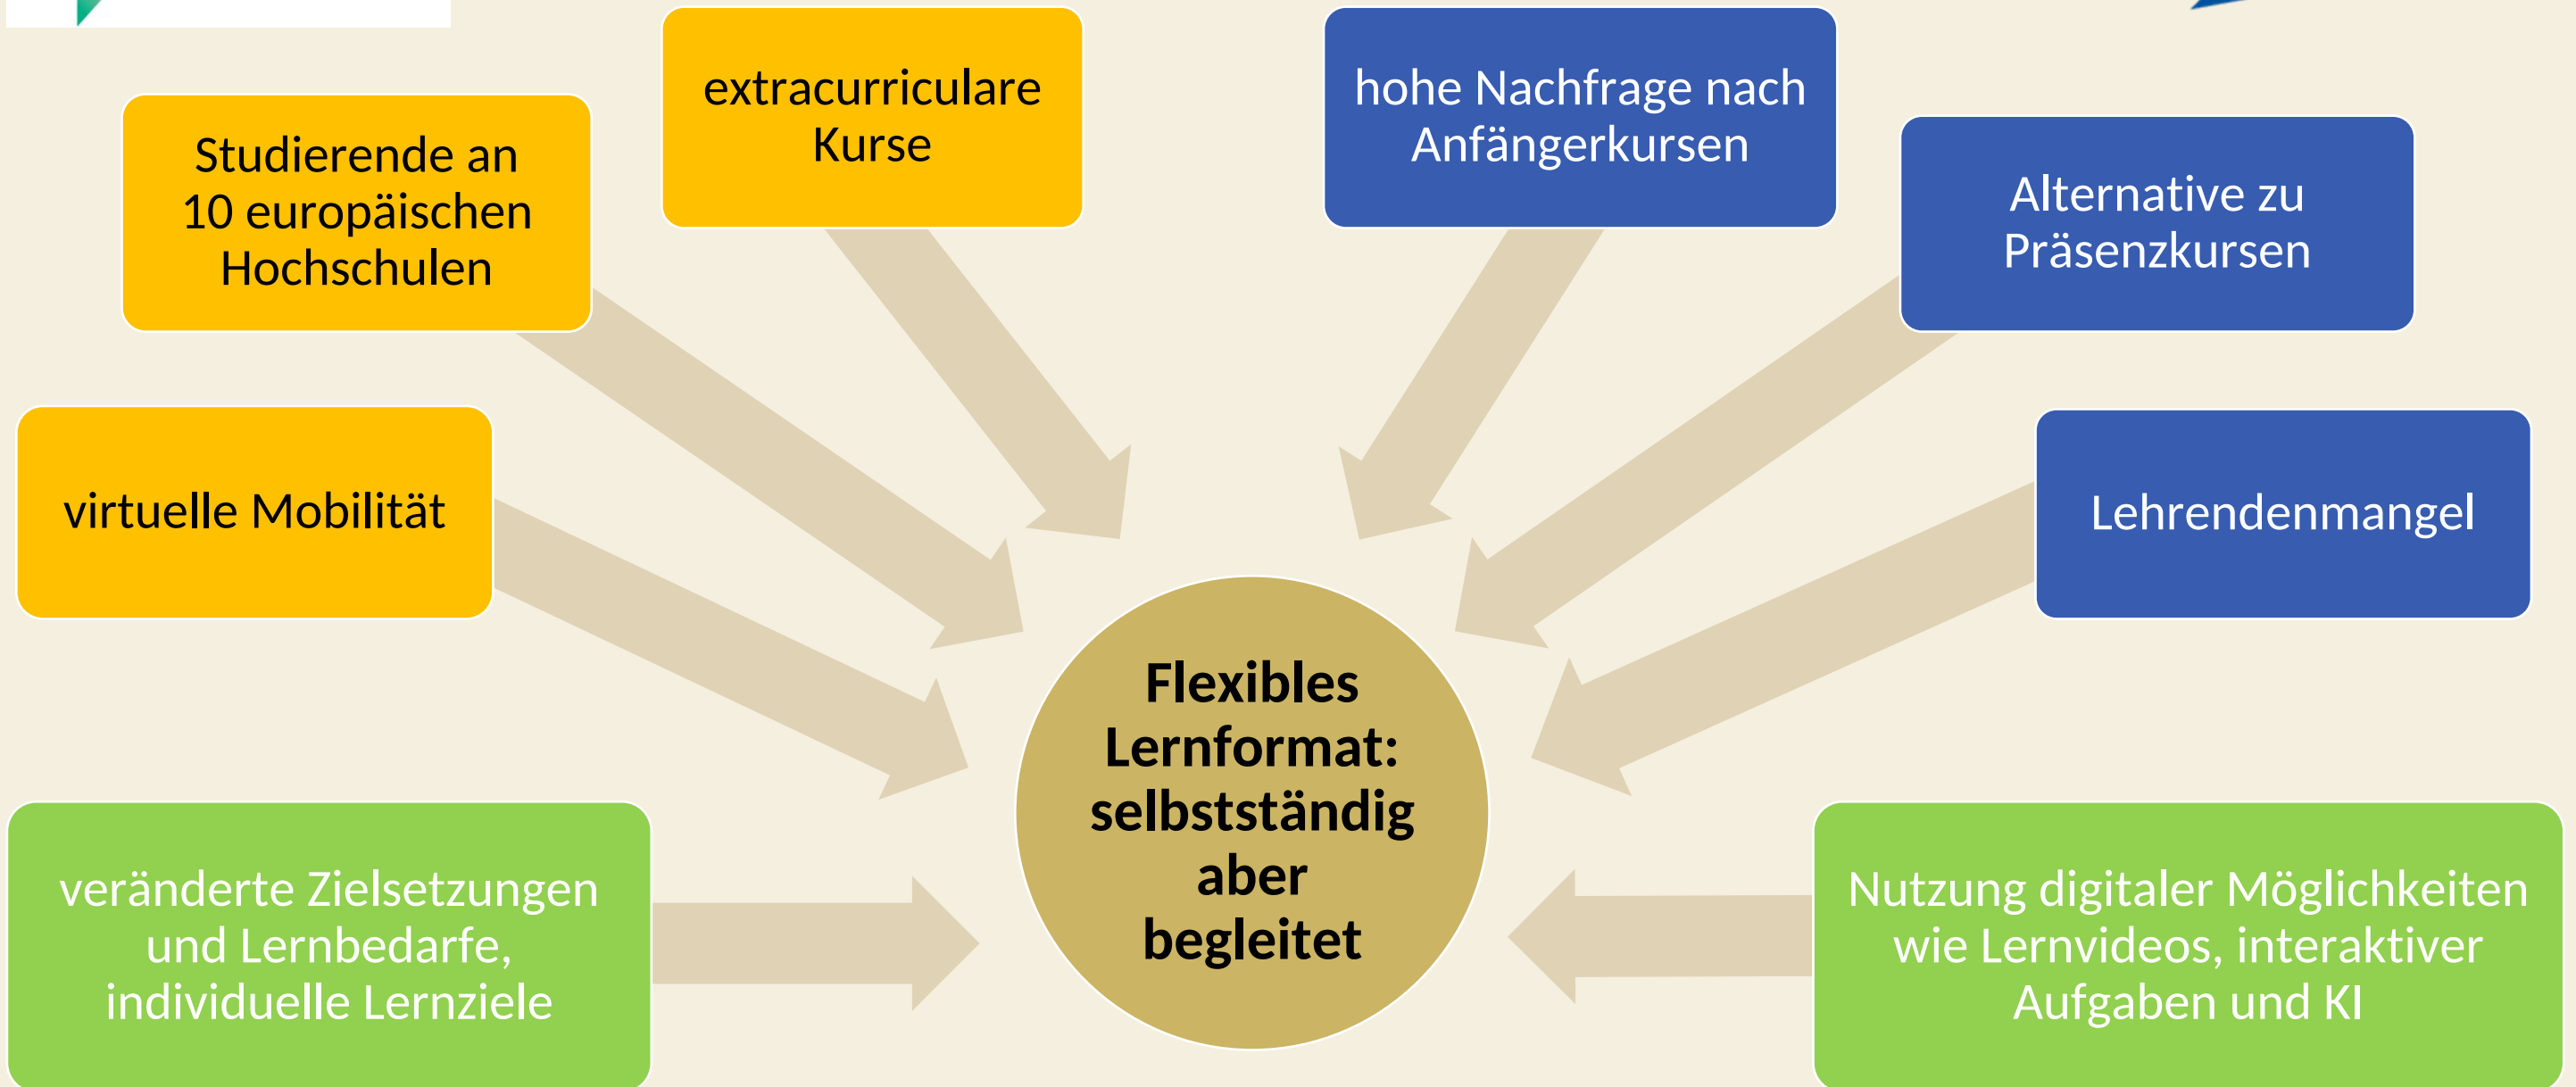 extracurriculare
Kurse
hohe Nachfrage nach
Anfängerkursen
Studierende an
10 europäischen
Hochschulen
Alternative zu
Präsenzkursen
virtuelle Mobilität
Lehrendenmangel
Flexibles
Lernformat:
selbstständig
aber
begleitet
veränderte Zielsetzungen
und Lernbedarfe,
individuelle Lernziele
Nutzung digitaler Möglichkeiten
wie Lernvideos, interaktiver
Aufgaben und KI